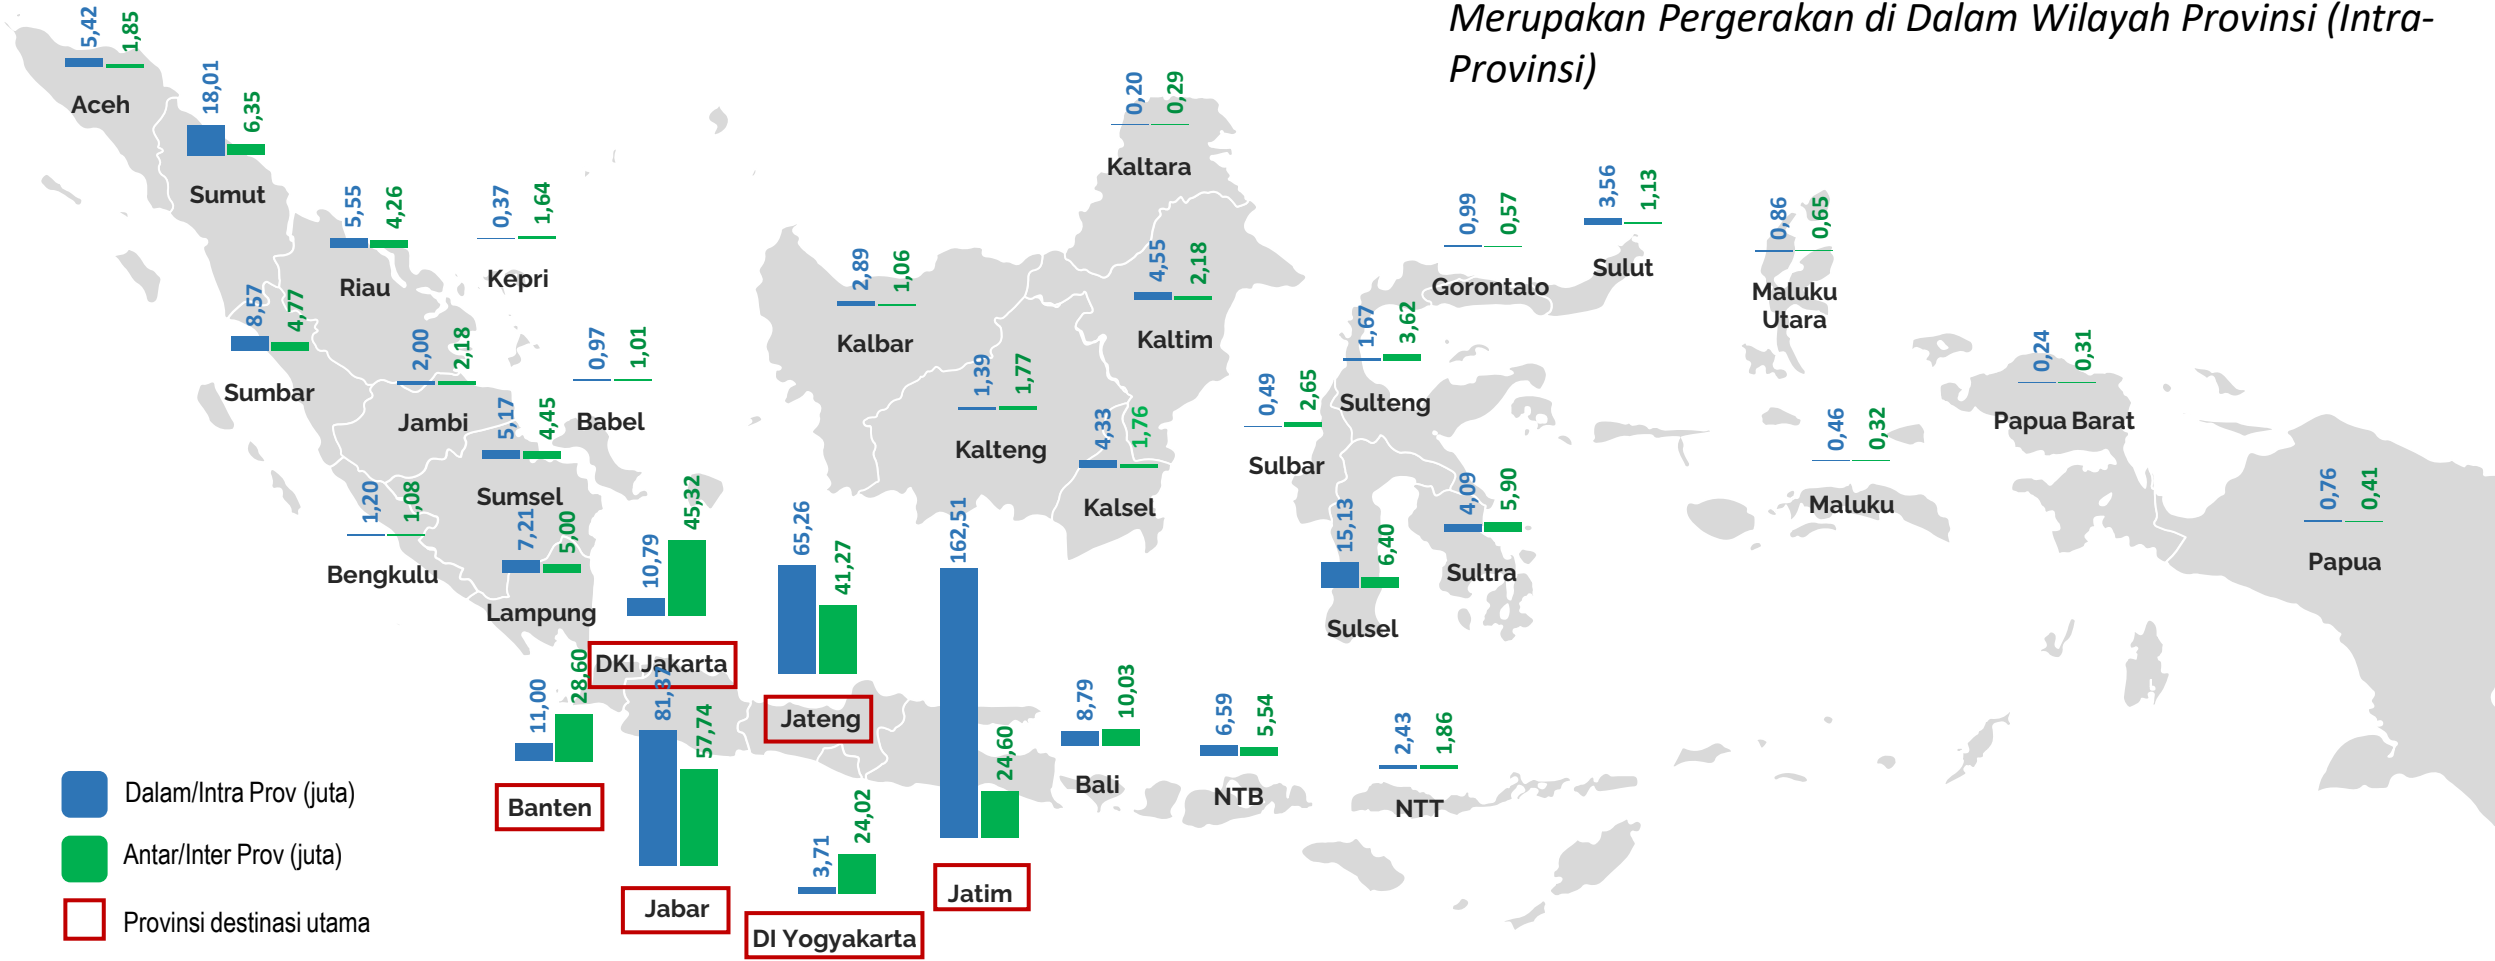 Merupakan Pergerakan di Dalam Wilayah Provinsi (Intra-
Provinsi)
5,42
1,85
Aceh
18,01
6,35
Sumut
5,55
4,26
Riau
0,37
1,64
Kepri
8,57
4,77
Sumbar
2,00
2,18
Jambi
0,97
1,01
Babel
5,17
4,45
Sumsel
1,20
1,08
Bengkulu
7,21
5,00
Lampung
10,79
45,32
DKI Jakarta
11,00
28,60
Banten
81,37
57,74
Jabar
65,26
41,27
Jateng
3,71
24,02
DI Yogyakarta
162,51
24,60
Jatim
8,79
10,03
Bali
6,59
5,54
NTB
2,43
1,86
NTT
0,20
0,29
Kaltara
2,89
1,06
Kalbar
4,55
2,18
Kaltim
1,39
1,77
Kalteng
4,33
1,76
Kalsel
0,99
0,57
Gorontalo
3,56
1,13
Sulut
1,67
3,62
Sulteng
0,49
2,65
Sulbar
15,13
6,40
Sulsel
4,09
5,90
Sultra
0,86
0,65
Maluku
Utara
0,46
0,32
Maluku
0,24
0,31
Papua Barat
0,76
0,41
Papua
Dalam/Intra Prov (juta)
Antar/Inter Prov (juta)
Provinsi destinasi utama